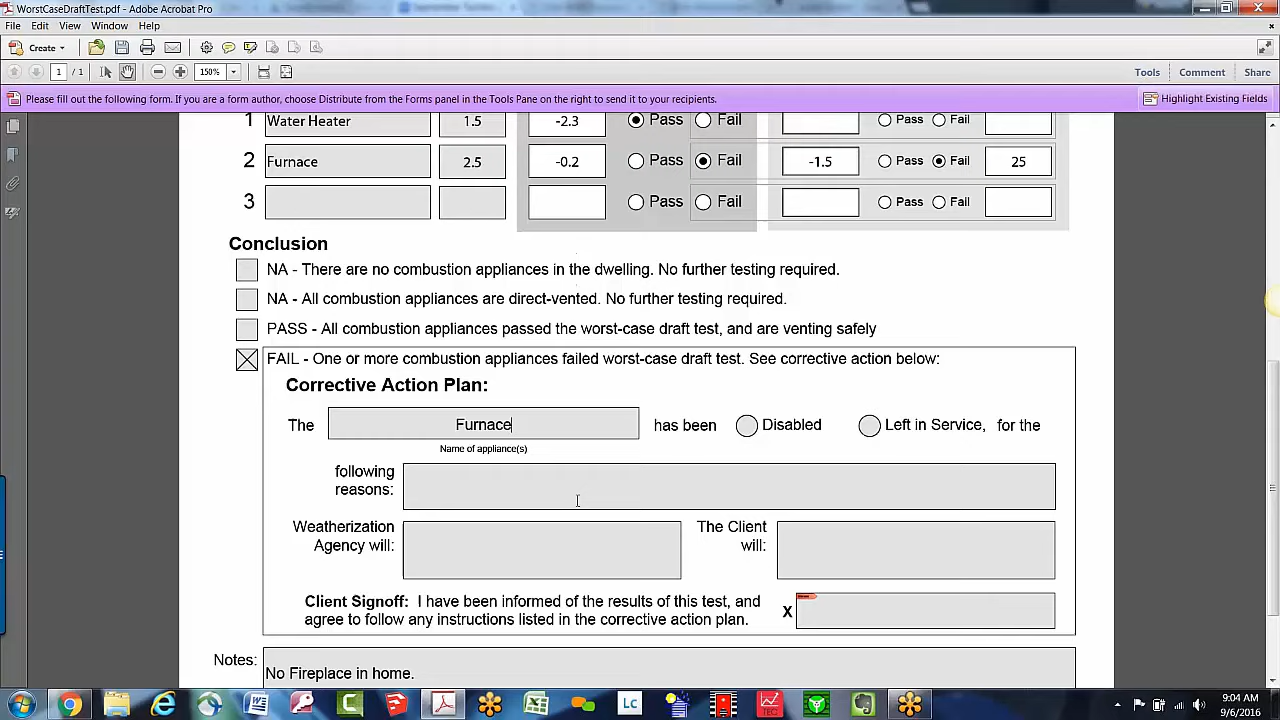 WorstCaseDraftTest.pdf - Adobe Acrobat Pro
File Edit View Window Help
Create
1 / 1 150% Tools Comment Share
Please fill out the following form. If you are a form author, choose Distribute from the Forms panel in the Tools Pane on the right to send it to your recipients. Highlight Existing Fields
1 Water Heater 1.5 -2.3 Pass Fail Pass Fail
2 Furnace 2.5 -0.2 Pass Fail -1.5 Pass Fail 25
3 Pass Fail Pass Fail
Conclusion
NA - There are no combustion appliances in the dwelling. No further testing required.
NA - All combustion appliances are direct-vented. No further testing required.
PASS - All combustion appliances passed the worst-case draft test, and are venting safely
FAIL - One or more combustion appliances failed worst-case draft test. See corrective action below:
Corrective Action Plan:
The Furnace has been Disabled Left in Service, for the
Name of appliance(s)
following
reasons:
Weatherization The Client
Agency will: will:
Client Signoff: I have been informed of the results of this test, and
agree to follow any instructions listed in the corrective action plan. X
Notes:
No Fireplace in home.
LC
TEC
9:04 AM
9/6/2016